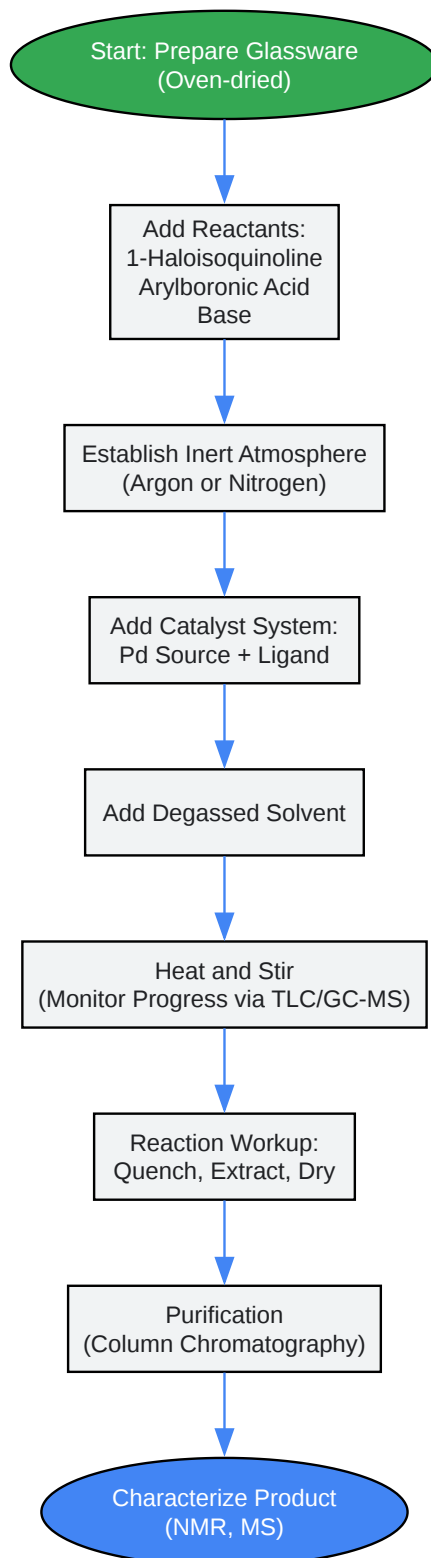 Start: Prepare Glassware
(Oven-dried)
Add Reactants:
1-Haloisoquinoline
Arylboronic Acid
Base
Establish Inert Atmosphere
(Argon or Nitrogen)
Add Catalyst System:
Pd Source + Ligand
Add Degassed Solvent
Heat and Stir
(Monitor Progress via TLC/GC-MS)
Reaction Workup:
Quench, Extract, Dry
Purification
(Column Chromatography)
Characterize Product
(NMR, MS)